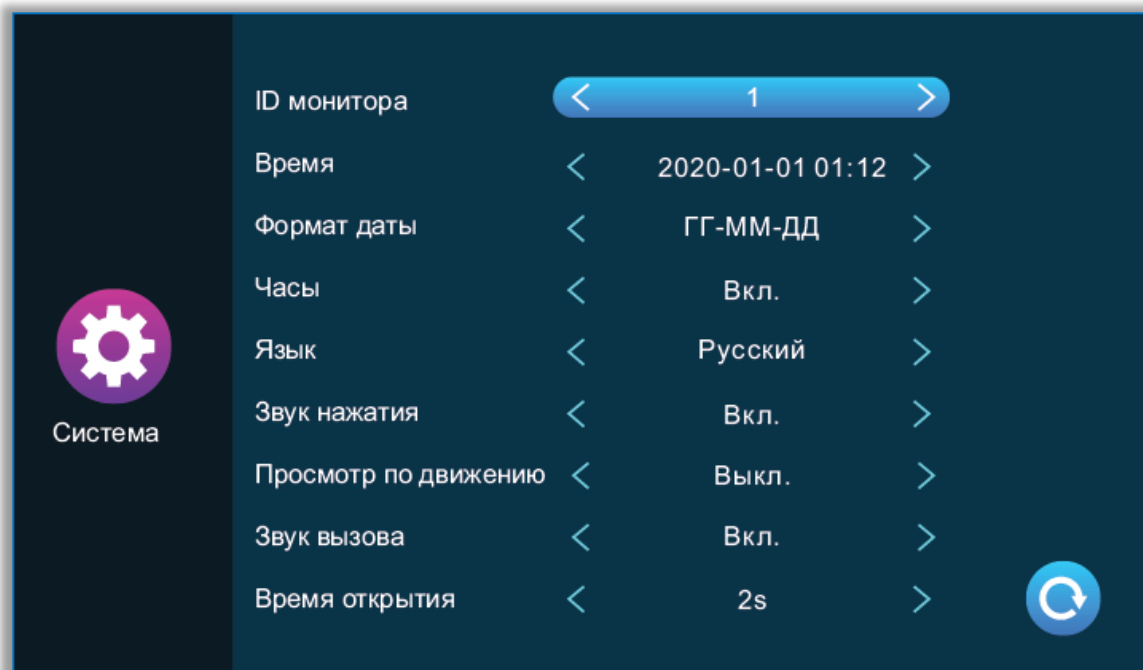 ID монитора 1
Время 2020-01-01 01:12
Формат даты ГГ-ММ-ДД
Часы Вкл.
Язык Русский
Звук нажатия Вкл.
Система
Просмотр по движению Выкл.
Звук вызова Вкл.
Время открытия 2s